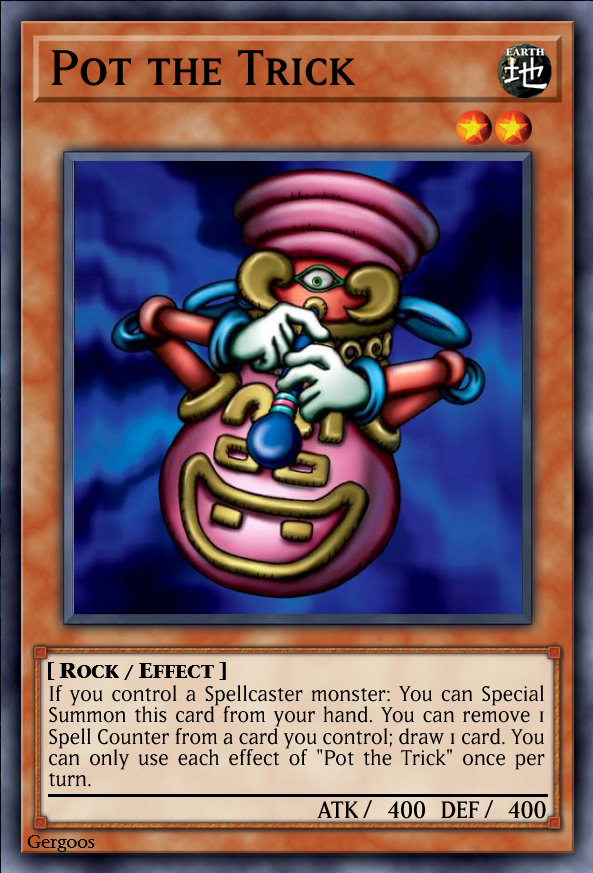 Pot the Trick
EARTH
地
[ Rock / Effect ]
If you control a Spellcaster monster: You can Special
Summon this card from your hand. You can remove 1
Spell Counter from a card you control; draw 1 card. You
can only use each effect of "Pot the Trick" once per
turn.
ATK / 400 DEF / 400
Gergoos